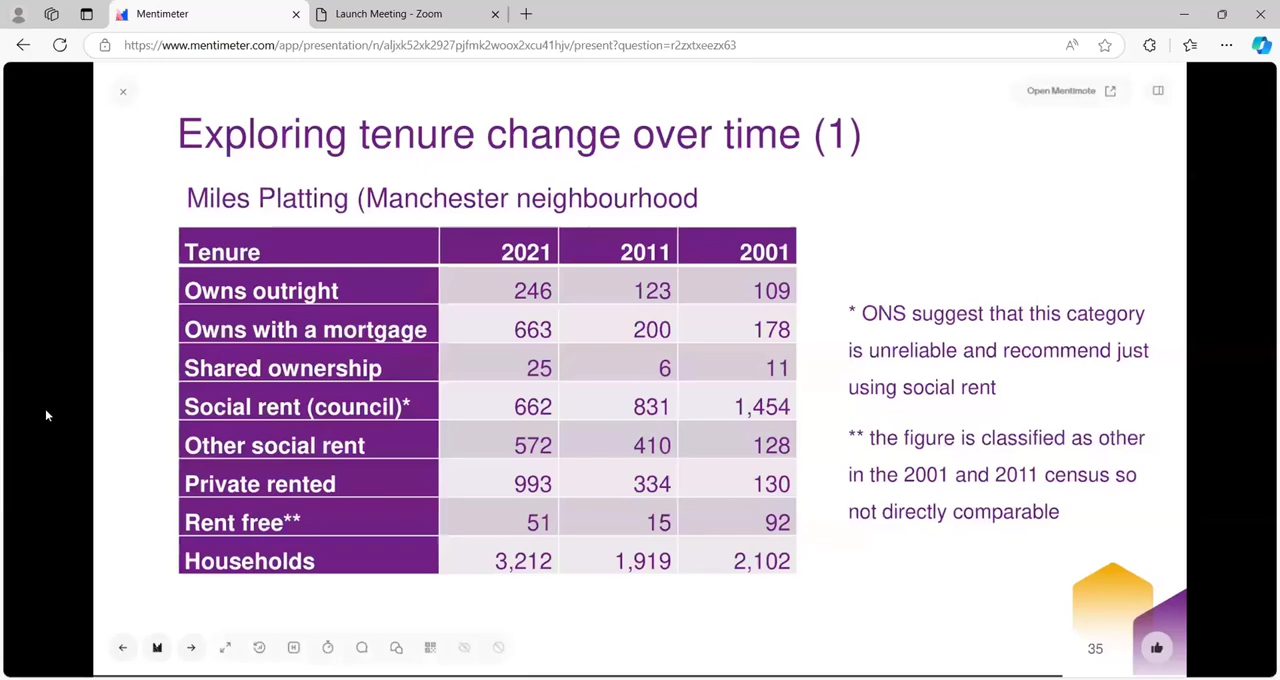 Mentimeter
Launch Meeting - Zoom
https://www.mentimeter.com/app/presentation/n/aljxk52xk2927pjfmk2woox2xcu41hjv/present?question=r2zxtxeezx63
Open Mentimote
Exploring tenure change over time (1)
Miles Platting (Manchester neighbourhood
Tenure 2021 2011 2001
Owns outright 246 123 109
Owns with a mortgage 663 200 178
Shared ownership 25 6 11
Social rent (council)* 662 831 1,454
Other social rent 572 410 128
Private rented 993 334 130
Rent free** 51 15 92
Households 3,212 1,919 2,102
* ONS suggest that this category
is unreliable and recommend just
using social rent
** the figure is classified as other
in the 2001 and 2011 census so
not directly comparable
35